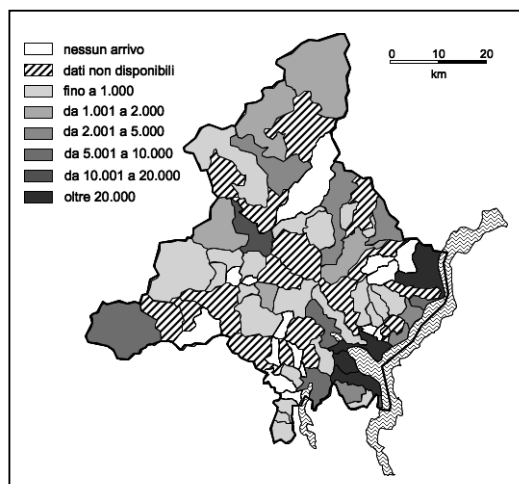 nessun arrivo
dati non disponibili
fino a 1.000
da 1.001 a 2.000
da 2.001 a 5.000
da 5.001 a 10.000
da 10.001 a 20.000
oltre 20.000
0 10 20
km